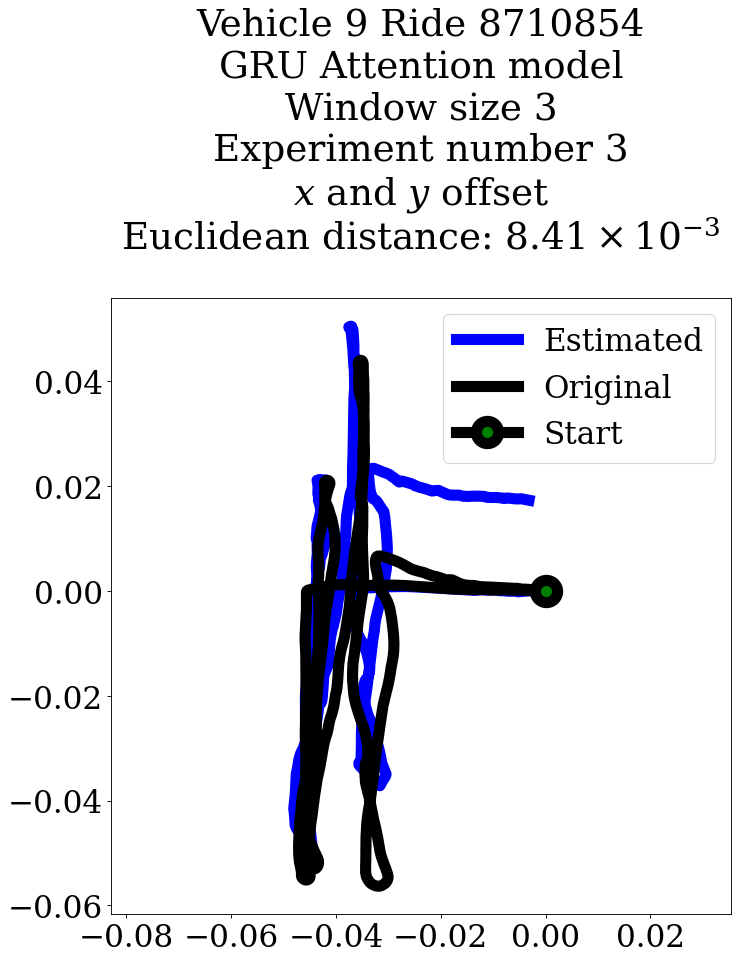 Vehicle 9 Ride 8710854
GRU Attention model
Window size 3
Experiment number 3
x and y offset
Euclidean distance: 8.41 × 10⁻³
Estimated
Original
Start
0.04
0.02
0.00
−0.02
−0.04
−0.06
−0.08 −0.06 −0.04 −0.02 0.00 0.02